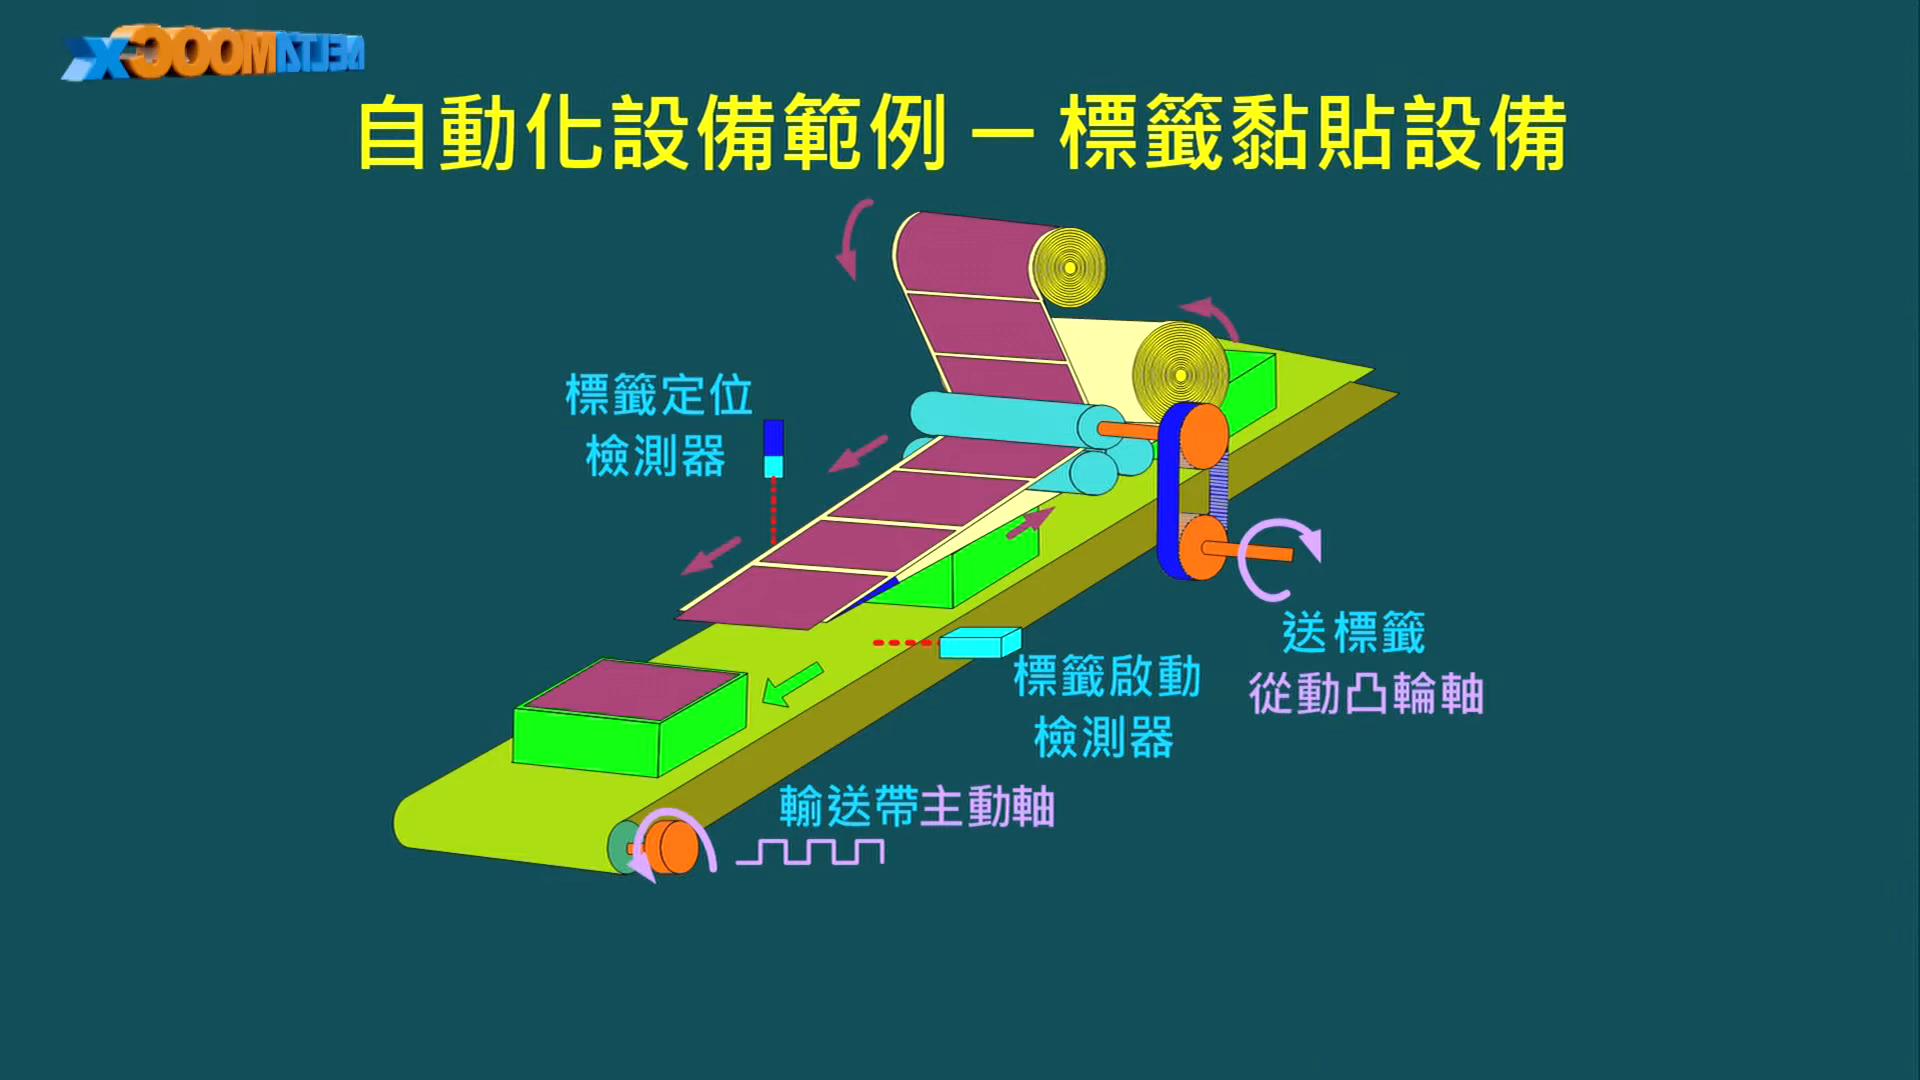 DELTAMOOCx
自動化設備範例 － 標籤黏貼設備
標籤定位
檢測器
送標籤
從動凸輪軸
標籤啟動
檢測器
輸送帶主動軸